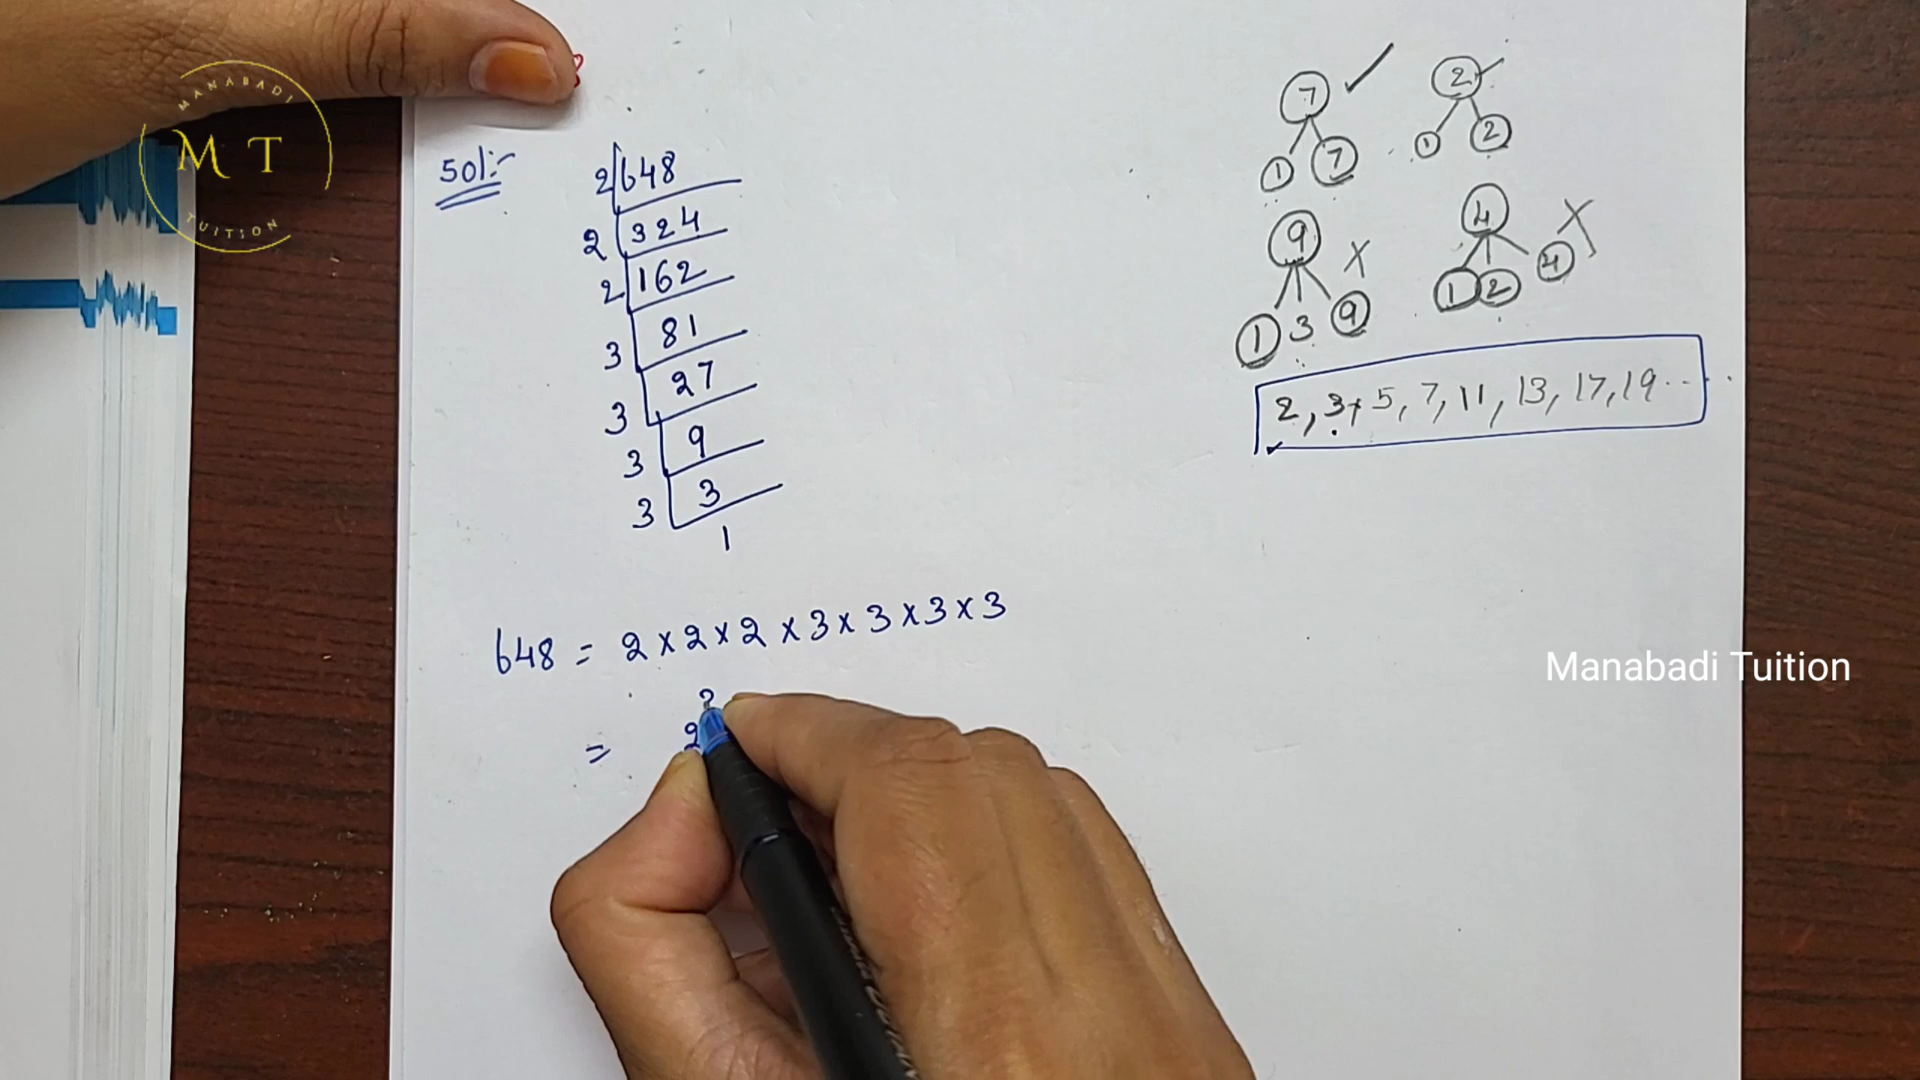 MANABADI
MT
TUITION
Sol:-
2|648
2|324
2|162
3|81
3|27
3|9
3|3
1
648 = 2×2×2×3×3×3×3
= 2
7 ✓
1 7
2 ✓
1 2
9 X
1 3 9
4 X
1 2 4
2, 3, 5, 7, 11, 13, 17, 19...
Manabadi Tuition